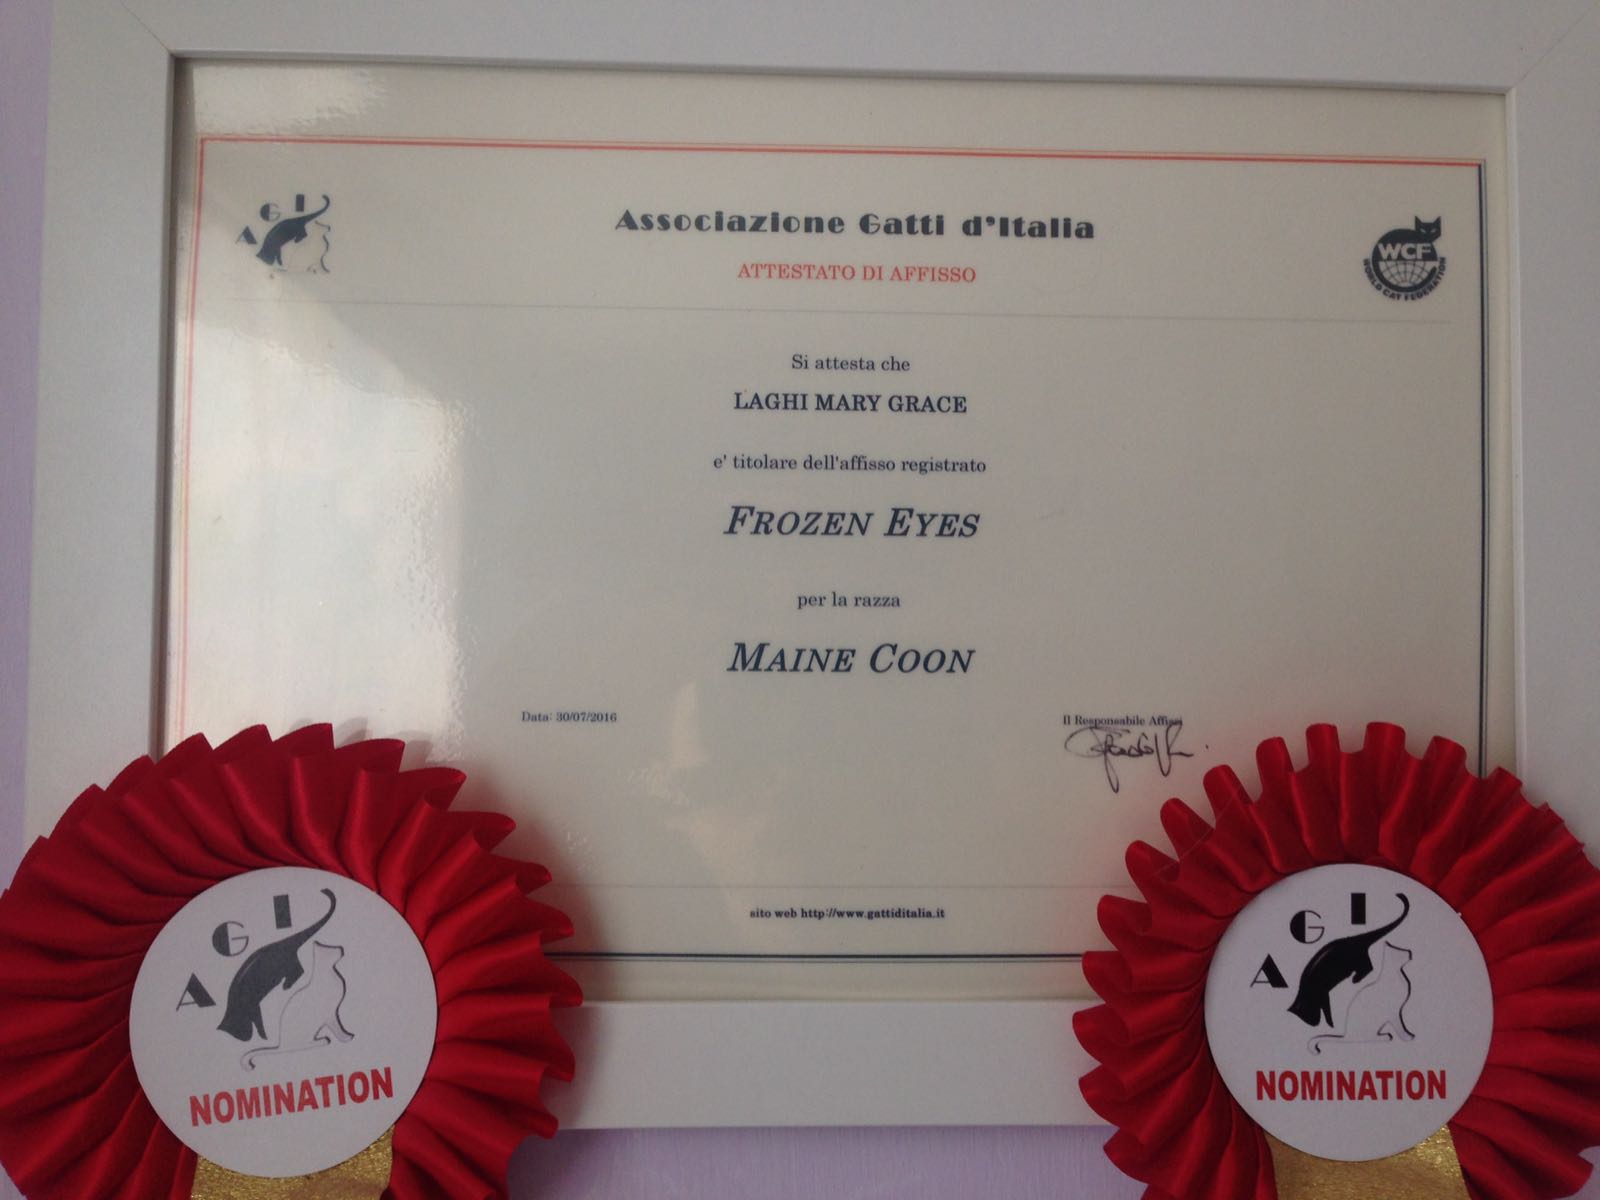 AGI
Associazione Gatti d'Italia
ATTESTATO DI AFFISSO
WCF
WORLD CAT FEDERATION
Si attesta che
LAGHI MARY GRACE
e' titolare dell'affisso registrato
FROZEN EYES
per la razza
MAINE COON
Data: 30/07/2016
Il Responsabile Affissi
sito web http://www.gattiditalia.it
AGI
NOMINATION
AGI
NOMINATION